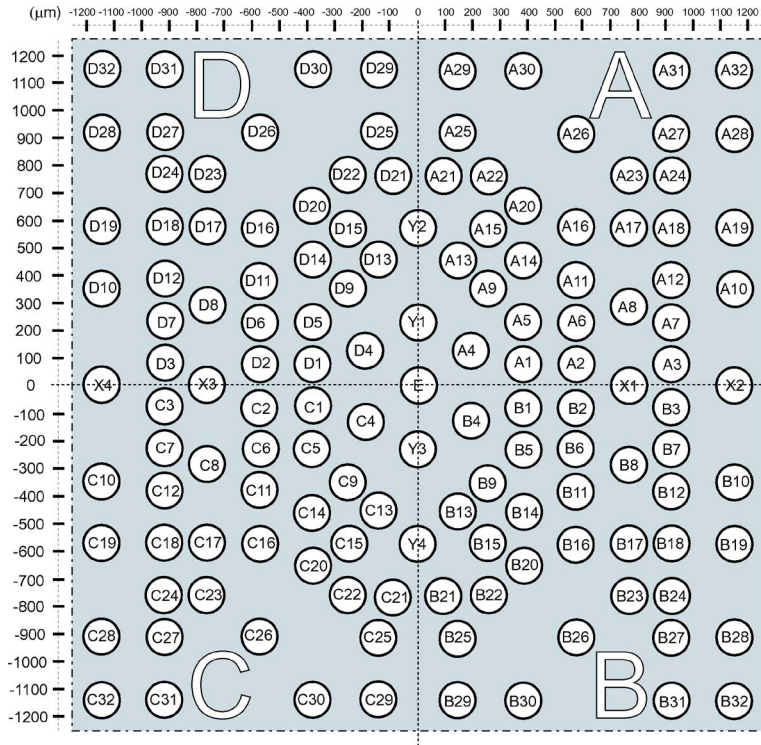 (μm) -1200 -1100 -1000 -900 -800 -700 -600 -500 -400 -300 -200 -100 0 100 200 300 400 500 600 700 800 900 1000 1100 1200
1200 D32 D31 D30 D29 A29 A30 A31 A32
D A
1100
1000
900 D28 D27 D26 D25 A25 A26 A27 A28
800 D24 D23 D22 D21 A21 A22 A23 A24
700 D20 A20
600 D19 D18 D17 D16 D15 Y2 A15 A16 A17 A18 A19
500 D14 D13 A13 A14
400 D10 D12 D11 D9 A9 A11 A12 A10
300 D8 A8
200 D7 D6 D5 Y1 A5 A6 A7
100 D4 A4
D3 D2 D1 A1 A2 A3
0 X4 X3 E X1 X2
-100 C3 C2 C1 B1 B2 B3
C4 B4
-200 C7 C6 C5 Y3 B5 B6 B7
-300 C8 B8
-400 C10 C12 C11 C9 B9 B11 B12 B10
-500 C14 C13 B13 B14
-600 C19 C18 C17 C16 C15 Y4 B15 B16 B17 B18 B19
-700 C20 B20
-800 C24 C23 C22 C21 B21 B22 B23 B24
-900 C28 C27 C26 C25 B25 B26 B27 B28
-1000
C B
-1100 C32 C31 C30 C29 B29 B30 B31 B32
-1200